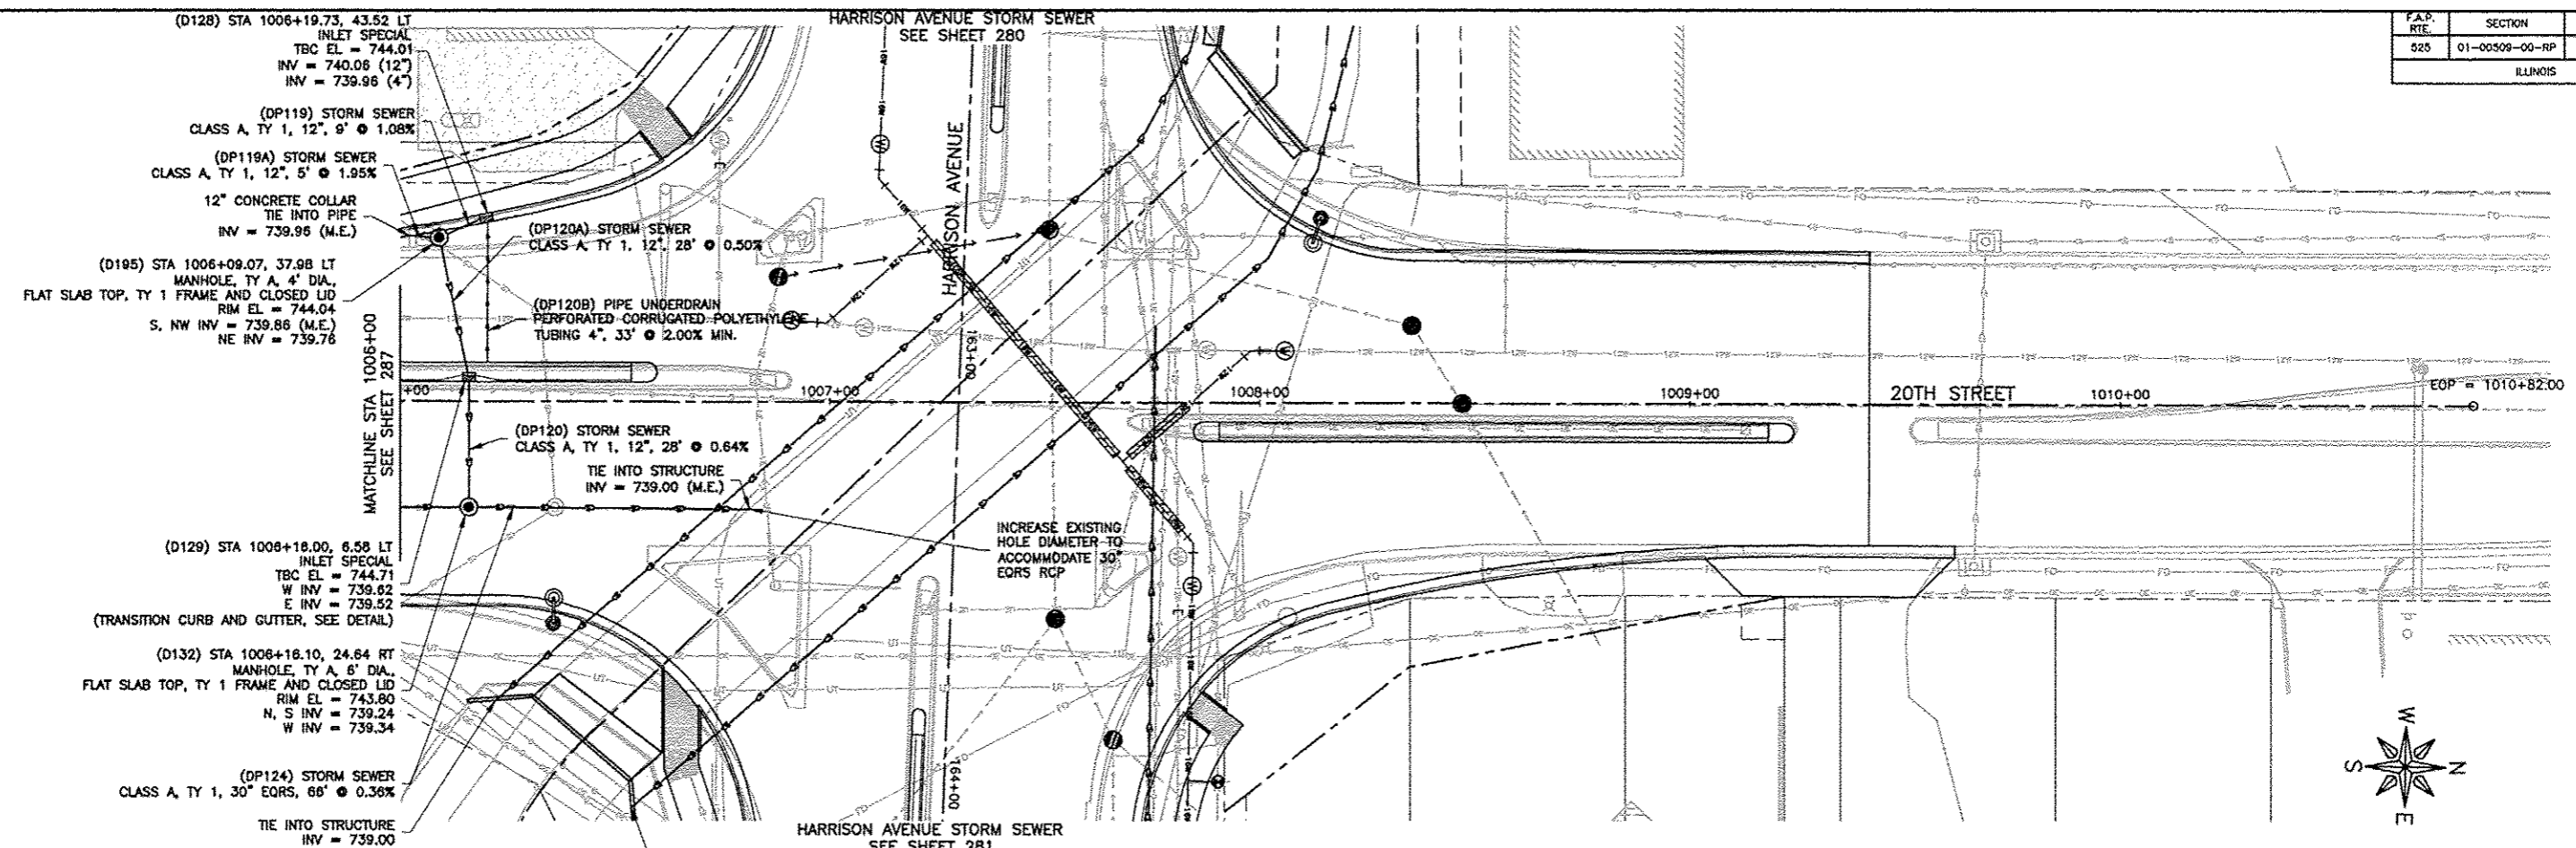 HARRISON AVENUE STORM SEWER
SEE SHEET 280
F.A.P. RTE.
SECTION
525
01-00509-00-RP
ILLINOIS
(D128) STA 1006+19.73, 43.52 LT
INLET SPECIAL
TBC EL = 744.01
INV = 740.06 (12")
INV = 739.96 (4")
(DP119) STORM SEWER
CLASS A, TY 1, 12", 9' @ 1.08%
(DP119A) STORM SEWER
CLASS A, TY 1, 12", 5' @ 1.95%
12" CONCRETE COLLAR
TIE INTO PIPE
INV = 739.95 (M.E.)
(D195) STA 1006+09.07, 37.98 LT
MANHOLE, TY A, 4' DIA.,
FLAT SLAB TOP, TY 1 FRAME AND CLOSED LID
RIM EL = 744.04
S, NW INV = 739.86 (M.E.)
NE INV = 739.76
(DP120A) STORM SEWER
CLASS A, TY 1, 12", 28' @ 0.50%
(DP120B) PIPE UNDERDRAIN
PERFORATED CORRUGATED POLYETHYLENE
TUBING 4", 33' @ 2.00% MIN.
MATCHLINE STA 1006+00
SEE SHEET 287
HARRISON AVENUE
163+00
+00
1007+00
1008+00
1009+00
20TH STREET
1010+00
EOP = 1010+82.00
(DP120) STORM SEWER
CLASS A, TY 1, 12", 28' @ 0.64%
TIE INTO STRUCTURE
INV = 739.00 (M.E.)
INCREASE EXISTING
HOLE DIAMETER TO
ACCOMMODATE 30"
EQRS RCP
(D129) STA 1006+16.00, 6.58 LT
INLET SPECIAL
TBC EL = 744.71
W INV = 739.62
E INV = 739.52
(TRANSITION CURB AND GUTTER, SEE DETAIL)
(D132) STA 1006+16.10, 24.64 RT
MANHOLE, TY A, 6' DIA.,
FLAT SLAB TOP, TY 1 FRAME AND CLOSED LID
RIM EL = 743.80
N, S INV = 739.24
W INV = 739.34
(DP124) STORM SEWER
CLASS A, TY 1, 30" EQRS, 66' @ 0.36%
TIE INTO STRUCTURE
INV = 739.00
164+00
HARRISON AVENUE STORM SEWER
SEE SHEET 281
W
S
N
E